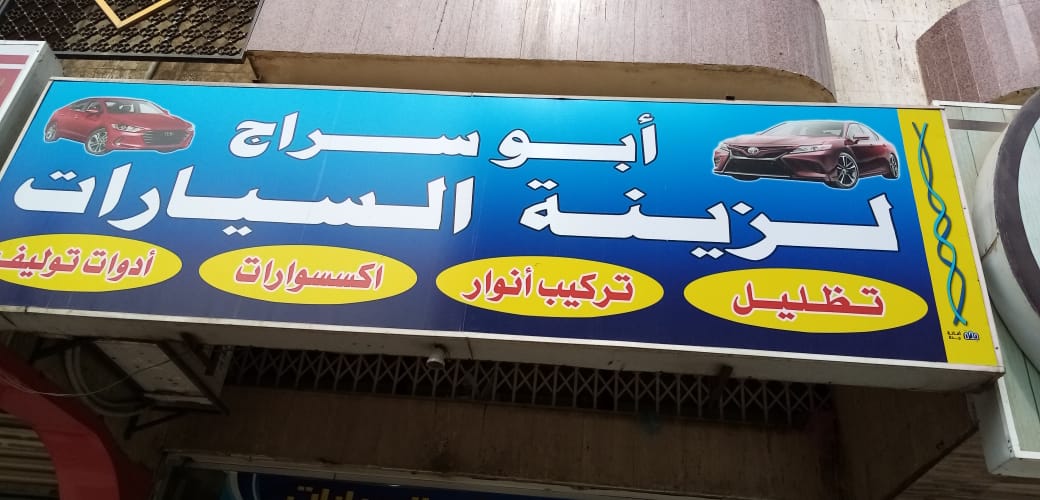 أبو سراج
لزينة السيارات
تظليل
تركيب أنوار
اكسسوارات
أدوات توليف